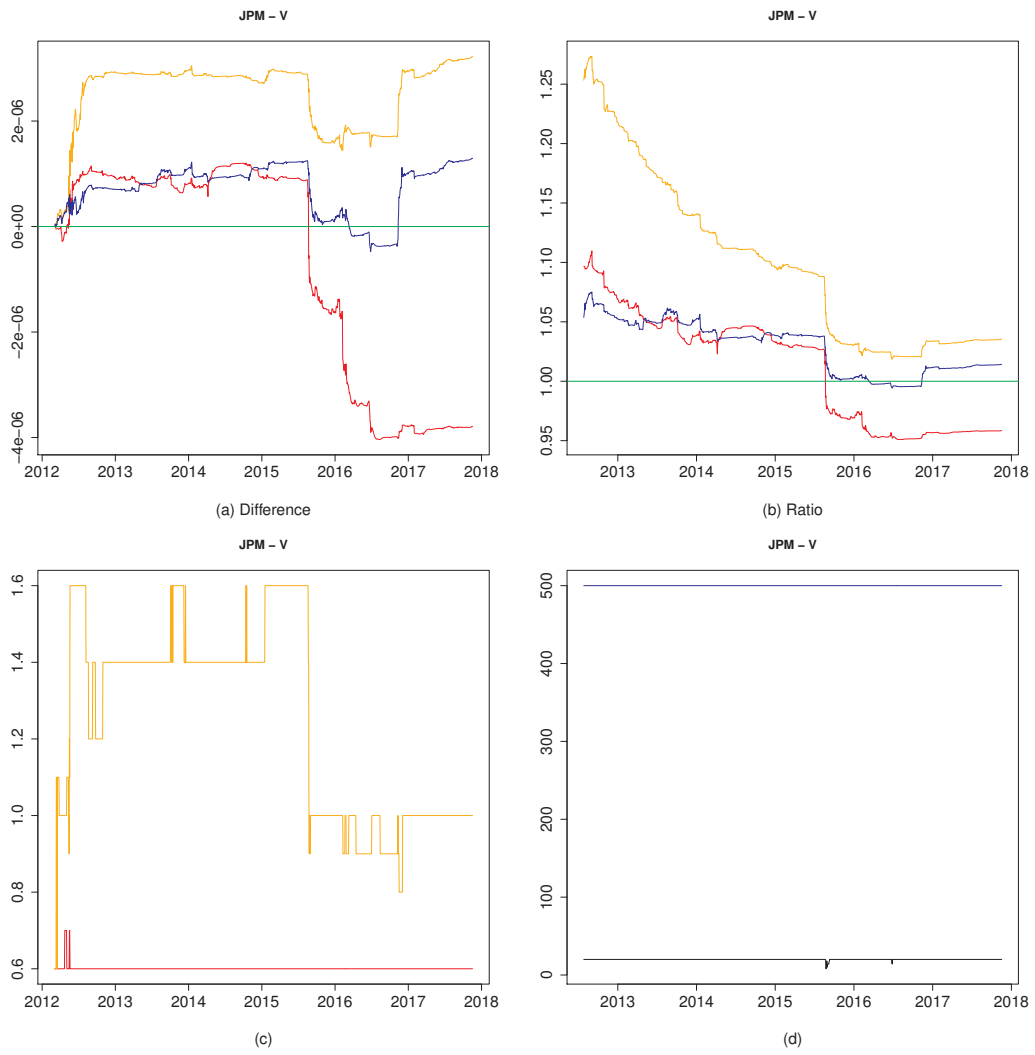 JPM – V
2e-06
0e+00
-2e-06
-4e-06
2012 2013 2014 2015 2016 2017 2018
(a) Difference
JPM – V
1.25
1.20
1.15
1.10
1.05
1.00
0.95
2013 2014 2015 2016 2017 2018
(b) Ratio
JPM – V
1.6
1.4
1.2
1.0
0.8
0.6
2012 2013 2014 2015 2016 2017 2018
(c)
JPM – V
500
400
300
200
100
0
2013 2014 2015 2016 2017 2018
(d)